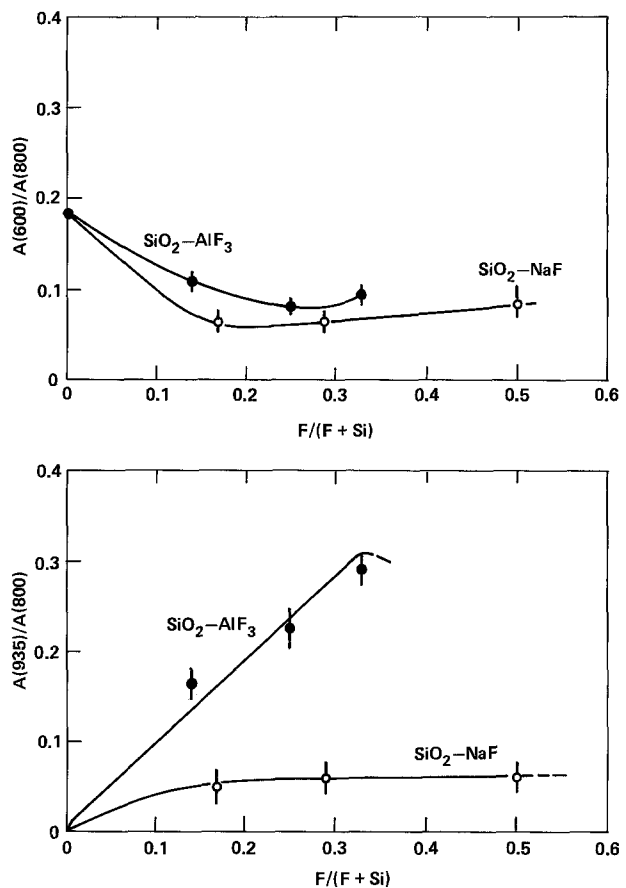 0.4
0.3
0.2
0.1
0
A(600)/A(800)
SiO₂–AlF₃
SiO₂–NaF
0 0.1 0.2 0.3 0.4 0.5 0.6
F/(F + Si)
0.4
0.3
0.2
0.1
0
A(935)/A(800)
SiO₂–AlF₃
SiO₂–NaF
0 0.1 0.2 0.3 0.4 0.5 0.6
F/(F + Si)